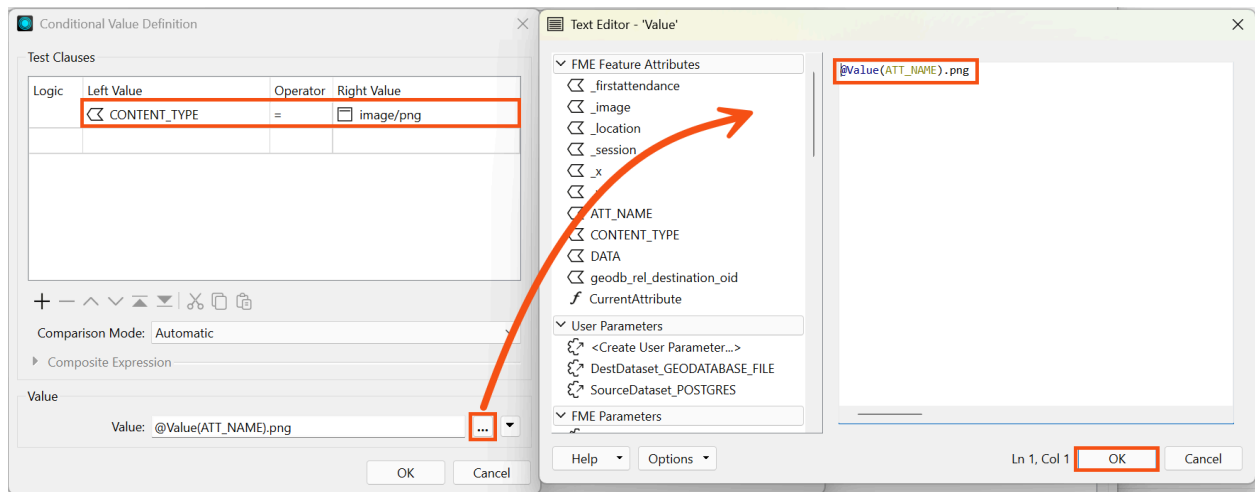 Conditional Value Definition
Test Clauses
Logic Left Value Operator Right Value
CONTENT_TYPE = image/png
Comparison Mode: Automatic
Composite Expression
Value
Value: @Value(ATT_NAME).png ...
OK Cancel
Text Editor - 'Value'
FME Feature Attributes
_firstattendance
_image
_location
_session
_x
ATT_NAME
CONTENT_TYPE
DATA
geodb_rel_destination_oid
f CurrentAttribute
User Parameters
<Create User Parameter...>
DestDataset_GEODATABASE_FILE
SourceDataset_POSTGRES
FME Parameters
@Value(ATT_NAME).png
Help Options Ln 1, Col 1 OK Cancel